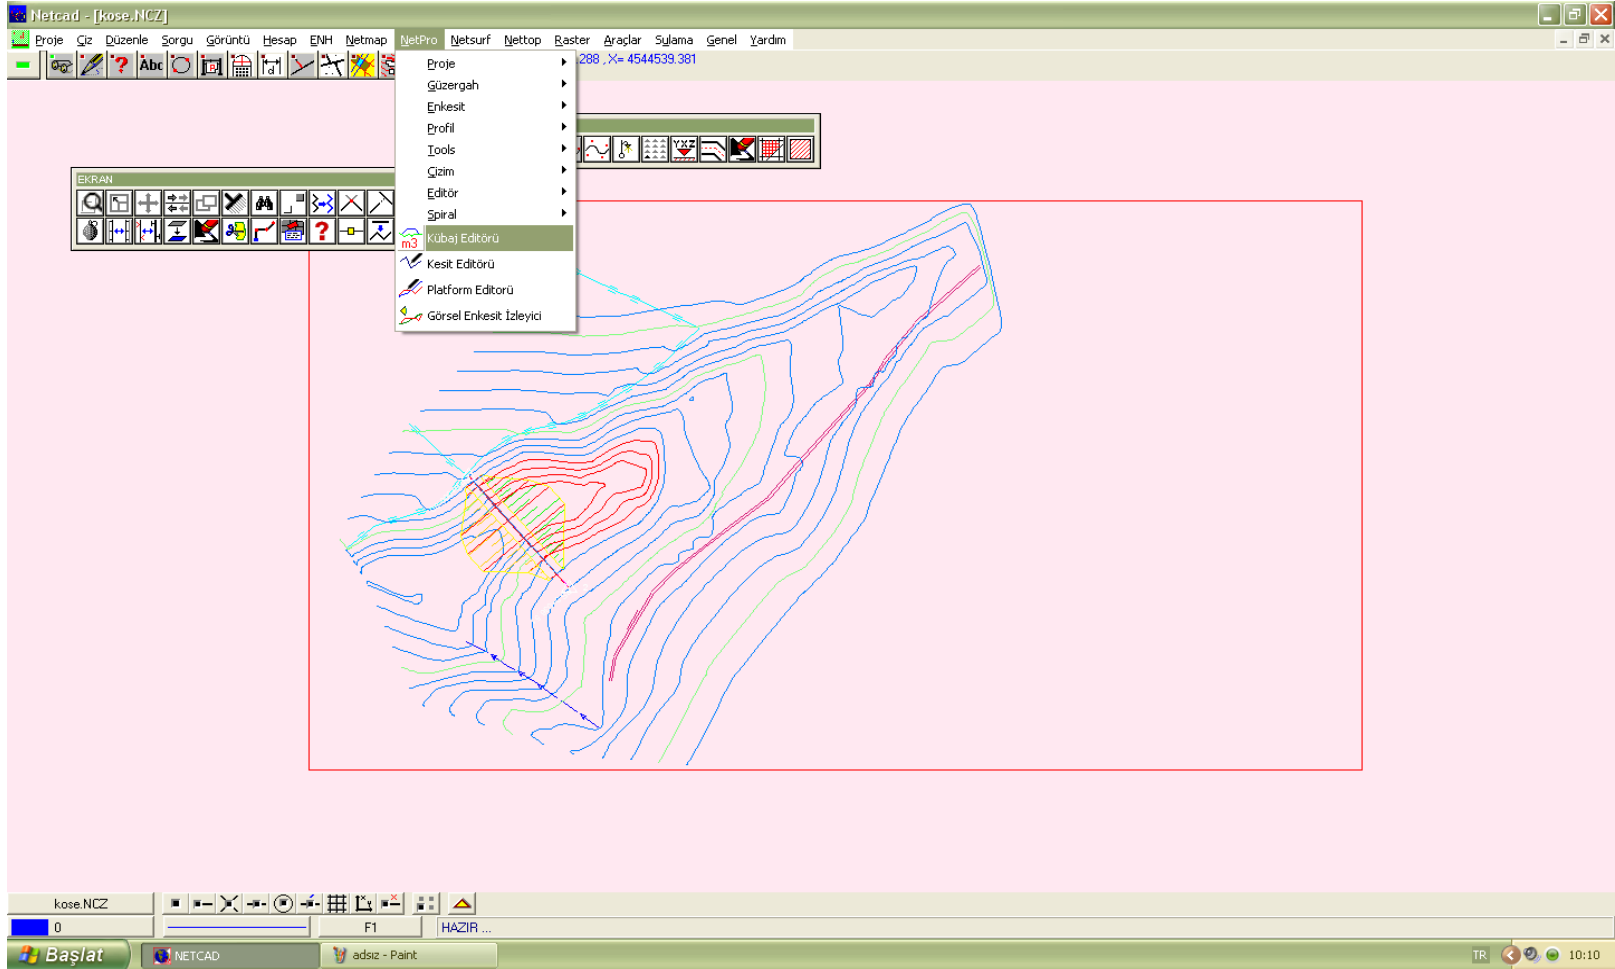 Netcad - [kose.NCZ]
Proje Çiz Düzenle Sorgu Görüntü Hesap ENH Netmap NetPro Netsurf Nettop Raster Araçlar Sulama Genel Yardım
Abc
288 , X= 4544539.381
Proje
Güzergah
Enkesit
Profil
Tools
Çizim
Editör
Spiral
m3 Kübaj Editörü
Kesit Editörü
Platform Editorü
Görsel Enkesit İzleyici
YXZ
EKRAN
kose.NCZ
0
F1
HAZIR ...
Başlat
NETCAD
adsız - Paint
TR
10:10